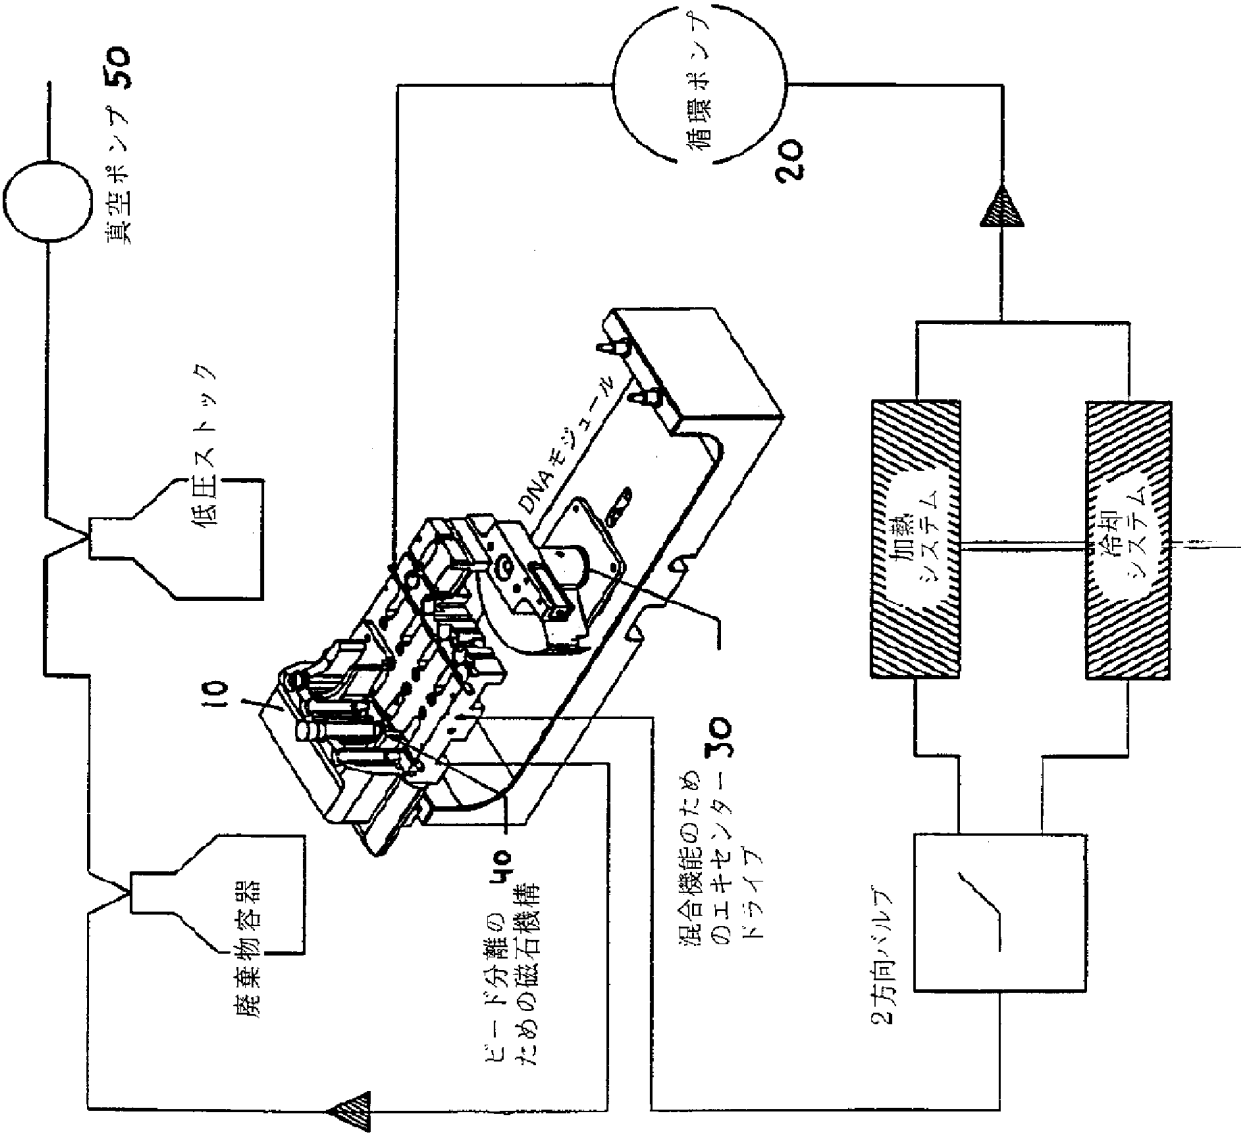 真空ポンプ 50
低圧ストック
廃棄物容器
循環ポンプ
20
DNAモジュール
10
40
ビード分離の
ための磁石機構
30
混合機能のため
のエキセンター
ドライブ
加熱
システム
冷却
システム
2方向バルブ